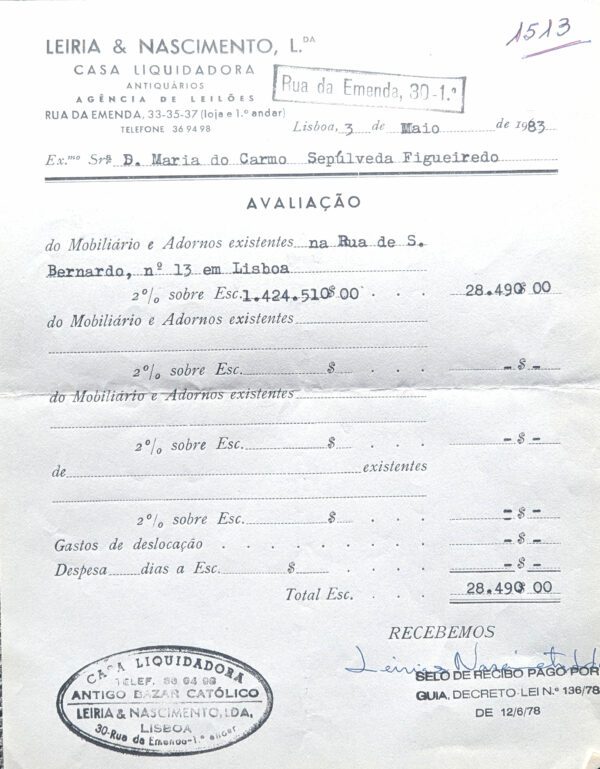 1513
LEIRIA & NASCIMENTO, L.DA
CASA LIQUIDADORA
ANTIQUÁRIOS
AGÊNCIA DE LEILÕES
RUA DA EMENDA, 33-35-37 (loja e 1.º andar)
TELEFONE 36 94 98
Rua da Emenda, 30-1.º
Lisboa, 3 de Maio de 1983
Ex.mo Srª D. Maria do Carmo Sepúlveda Figueiredo
AVALIAÇÃO
do Mobiliário e Adornos existentes na Rua de S.
Bernardo, nº 13 em Lisboa
2% sobre Esc. 1.424.510$00 . . . 28.490$00
do Mobiliário e Adornos existentes
2% sobre Esc. $ . . . -$-
do Mobiliário e Adornos existentes
2% sobre Esc. $ . . . -$-
de existentes
2% sobre Esc. $ . . . -$-
Gastos de deslocação . . . . . . . . -$-
Despesa dias a Esc. $ . . . -$-
Total Esc. . . . 28.490$00
RECEBEMOS
Leiria & Nascimento Lda
SELO DE RECIBO PAGO POR
GUIA, DECRETO-LEI N.º 136/78
DE 12/6/78
CASA LIQUIDADORA
TELEF. 36 94 98
ANTIGO BAZAR CATÓLICO
LEIRIA & NASCIMENTO, LDA.
LISBOA
30-Rua da Emenda-1.º andar